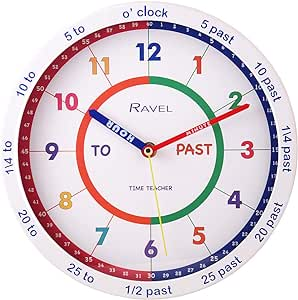 o' clock
5 past
10 past
1/4 past
20 past
25 past
1/2 past
25 to
20 to
1/4 to
10 to
5 to
12
1
2
3
4
5
6
7
8
9
10
11
RAVEL
HOUR
MINUTE
TO
PAST
TIME TEACHER